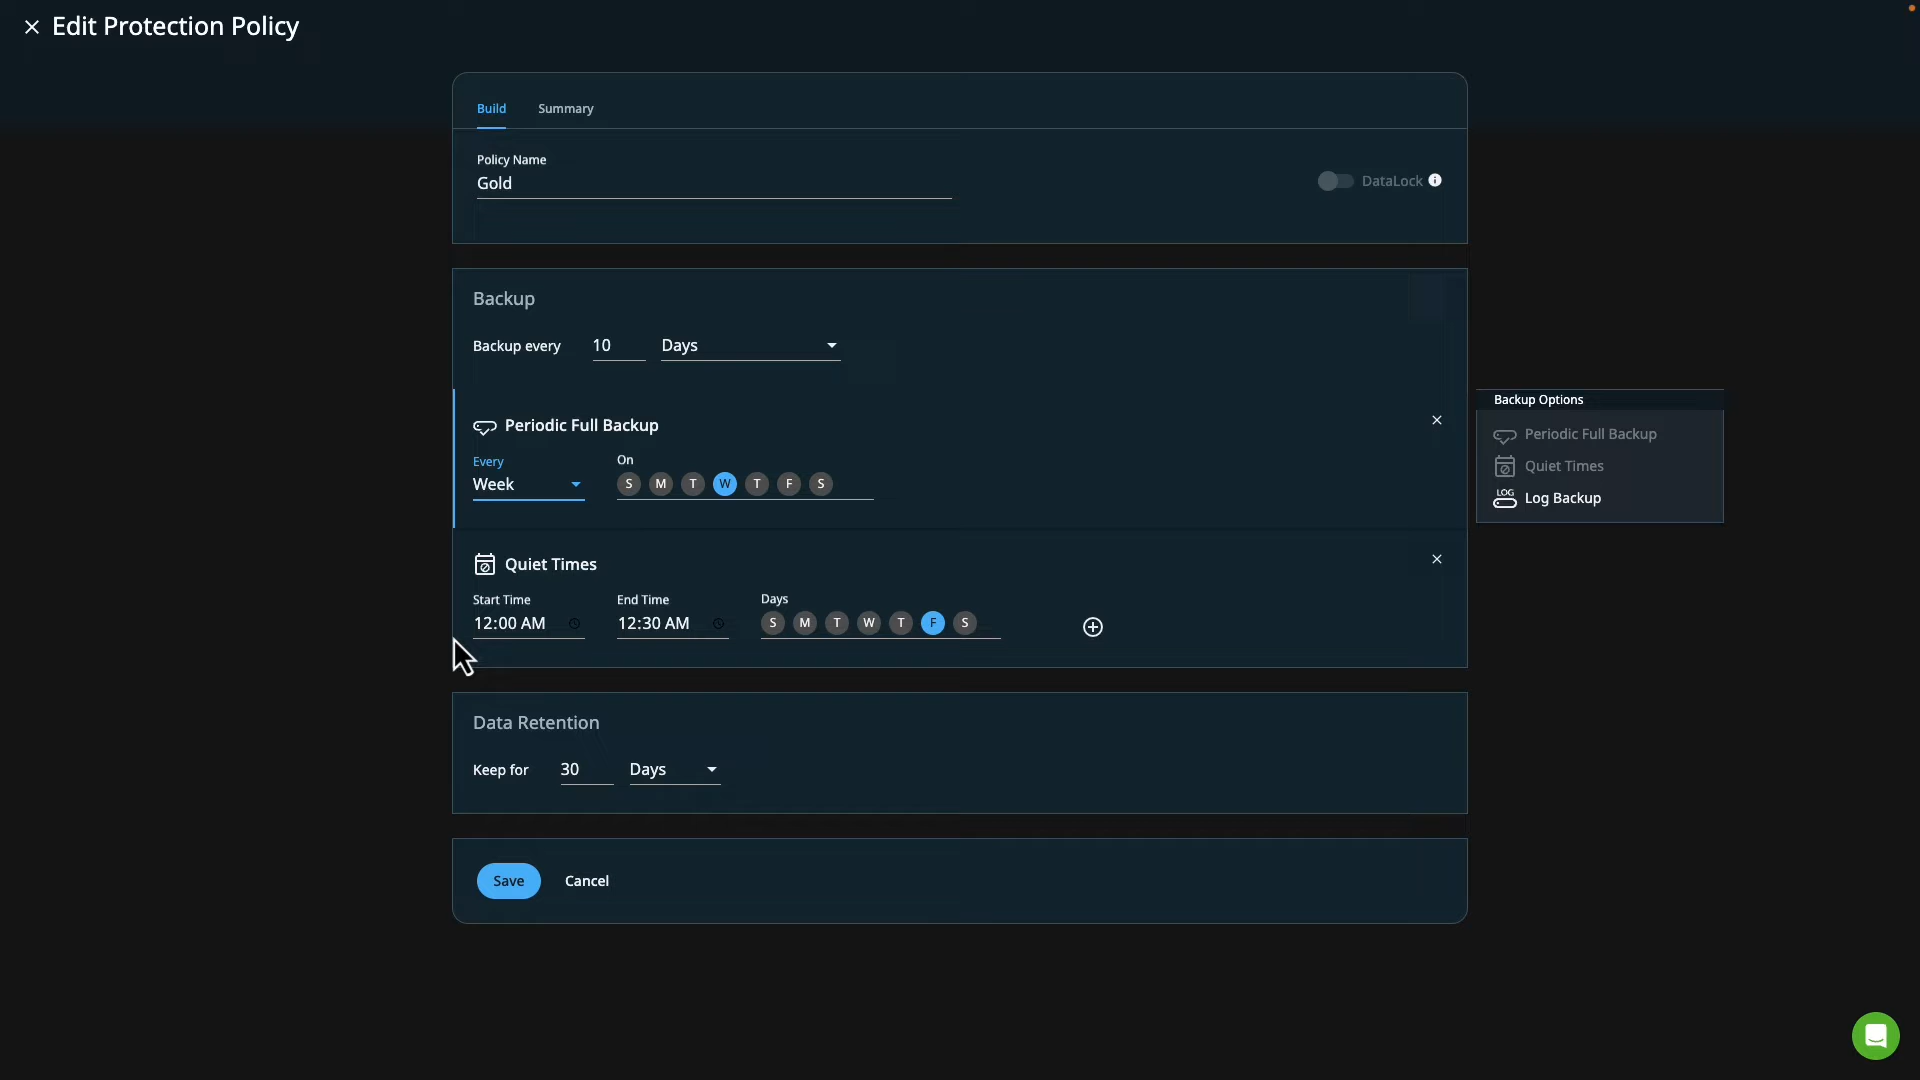 Edit Protection Policy
Build Summary
Policy Name
Gold
DataLock
Backup
Backup every 10 Days
Periodic Full Backup
Every On
Week S M T W T F S
Backup Options
Periodic Full Backup
Quiet Times
LOG Log Backup
Quiet Times
Start Time End Time Days
12:00 AM 12:30 AM S M T W T F S
Data Retention
Keep for 30 Days
Save Cancel